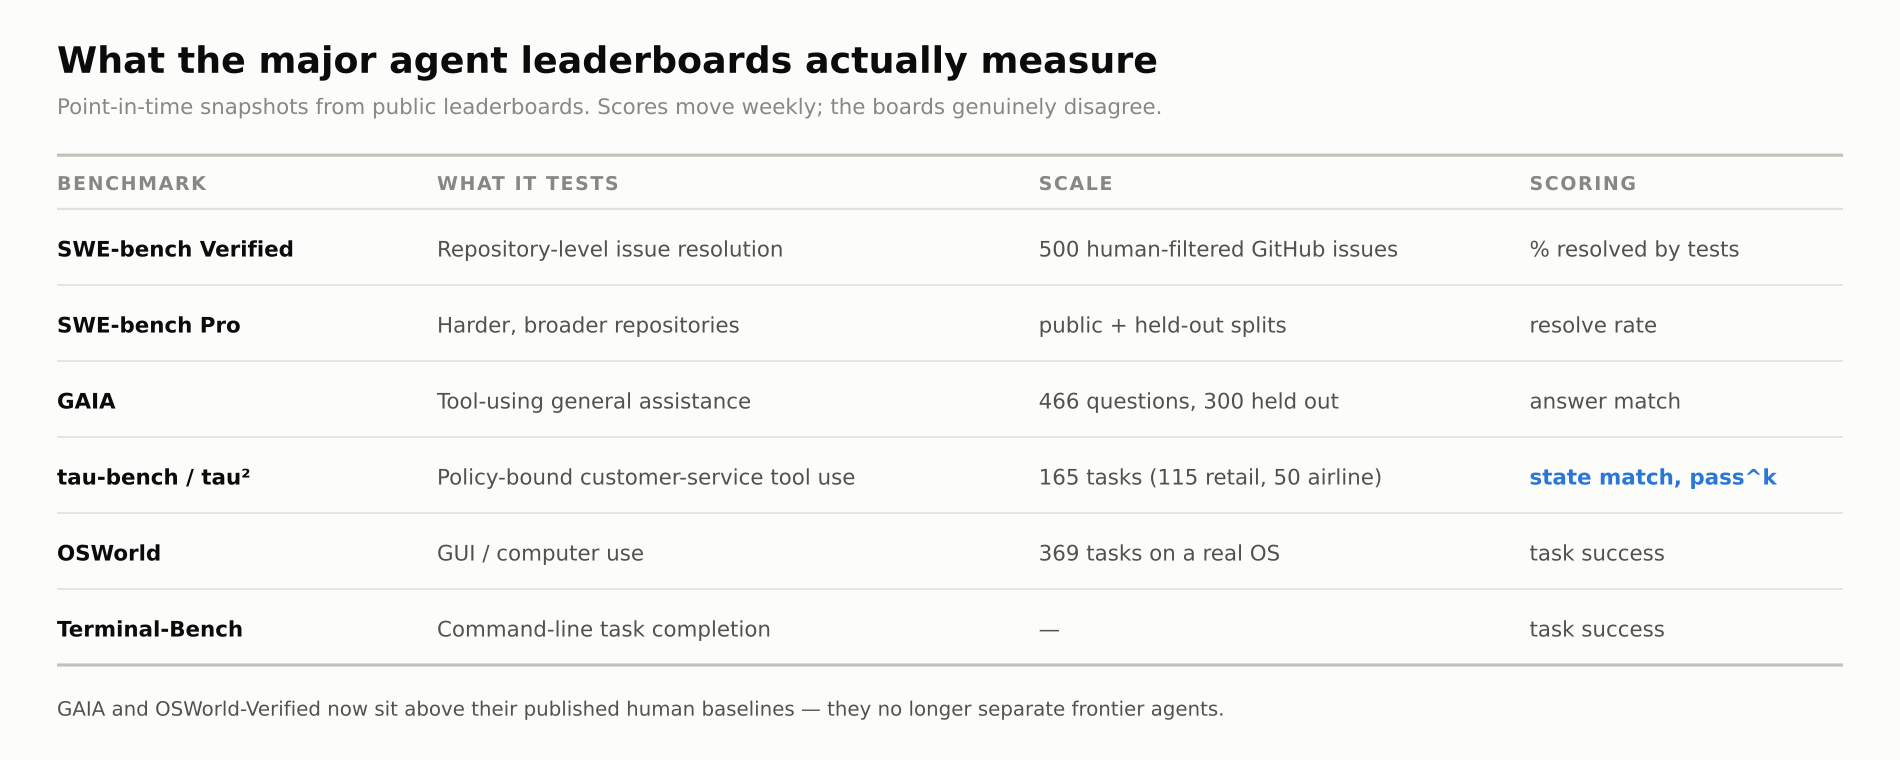 What the major agent leaderboards actually measure
Point-in-time snapshots from public leaderboards. Scores move weekly; the boards genuinely disagree.
BENCHMARK WHAT IT TESTS SCALE SCORING
SWE-bench Verified Repository-level issue resolution 500 human-filtered GitHub issues % resolved by tests
SWE-bench Pro Harder, broader repositories public + held-out splits resolve rate
GAIA Tool-using general assistance 466 questions, 300 held out answer match
tau-bench / tau² Policy-bound customer-service tool use 165 tasks (115 retail, 50 airline) state match, pass^k
OSWorld GUI / computer use 369 tasks on a real OS task success
Terminal-Bench Command-line task completion — task success
GAIA and OSWorld-Verified now sit above their published human baselines — they no longer separate frontier agents.